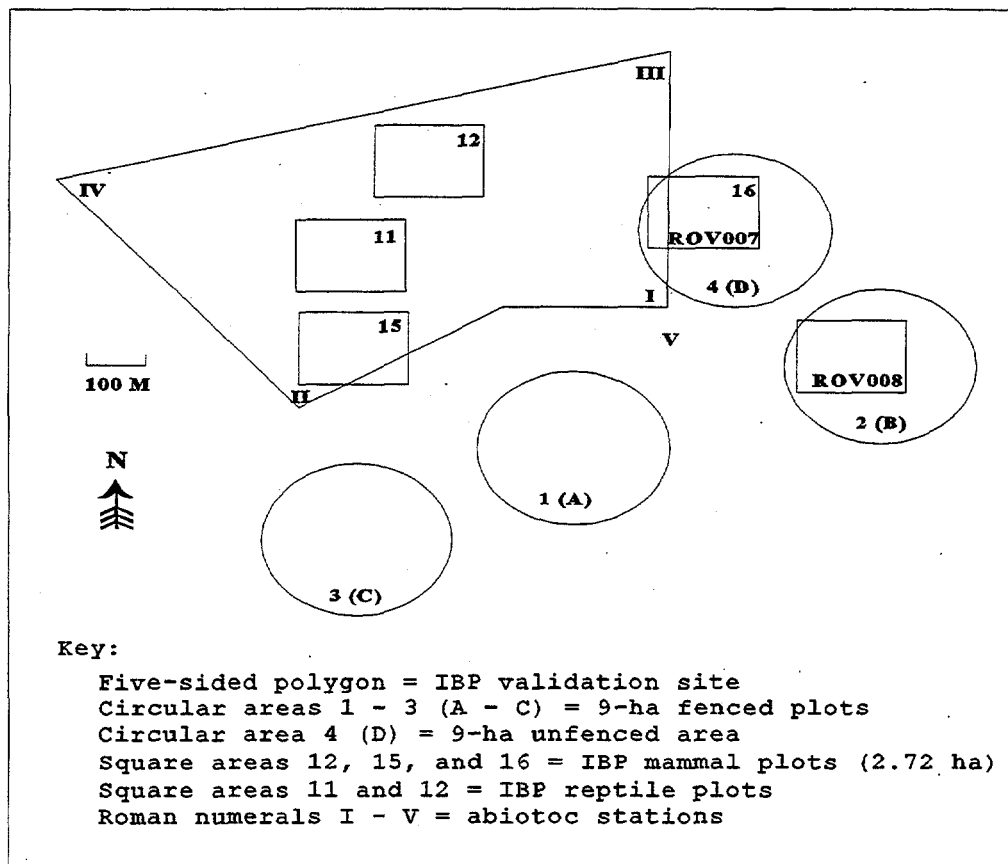 III
12
IV
16
11
ROV007
4 (D)
I
15
V
100 M
ROV008
II
2 (B)
N
1 (A)
3 (C)
Key:
Five-sided polygon = IBP validation site
Circular areas 1 - 3 (A - C) = 9-ha fenced plots
Circular area 4 (D) = 9-ha unfenced area
Square areas 12, 15, and 16 = IBP mammal plots (2.72 ha)
Square areas 11 and 12 = IBP reptile plots
Roman numerals I - V = abiotoc stations